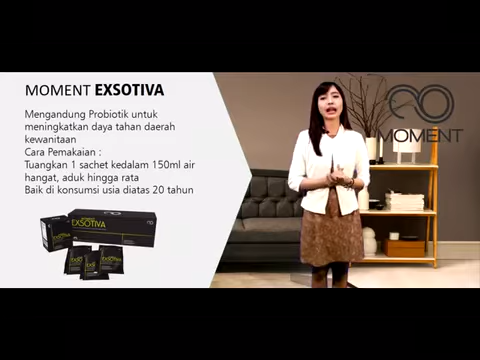 MOMENT EXSOTIVA
Mengandung Probiotik untuk
meningkatkan daya tahan daerah
kewanitaan
Cara Pemakaian :
Tuangkan 1 sachet kedalam 150ml air
hangat, aduk hingga rata
Baik di konsumsi usia diatas 20 tahun
EXSOTIVA
MOMENT